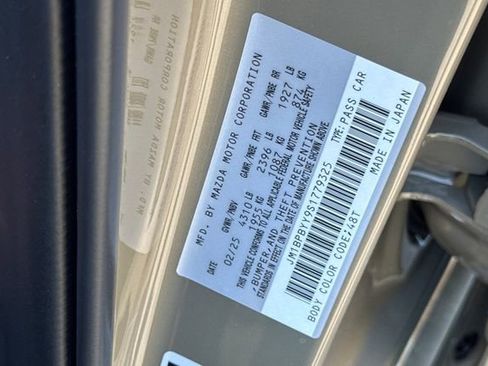 MFD. BY MAZDA MOTOR CORPORATION
02/25
GVWR/PNBV GAWR/PNBE FRT GAWR/PNBE RR
4310 LB 2396 LB 1927 LB
1955 KG 1087 KG 874 KG
THIS VEHICLE CONFORMS TO ALL APPLICABLE FEDERAL MOTOR VEHICLE SAFETY
,BUMPER,AND THEFT PREVENTION
STANDARDS IN EFFECT ON THE DATE OF MANUFACTURE SHOWN ABOVE.
JM1BPBYY9S1779325 TYPE:PASS CAR
BODY COLOR CODE:48T MADE IN JAPAN